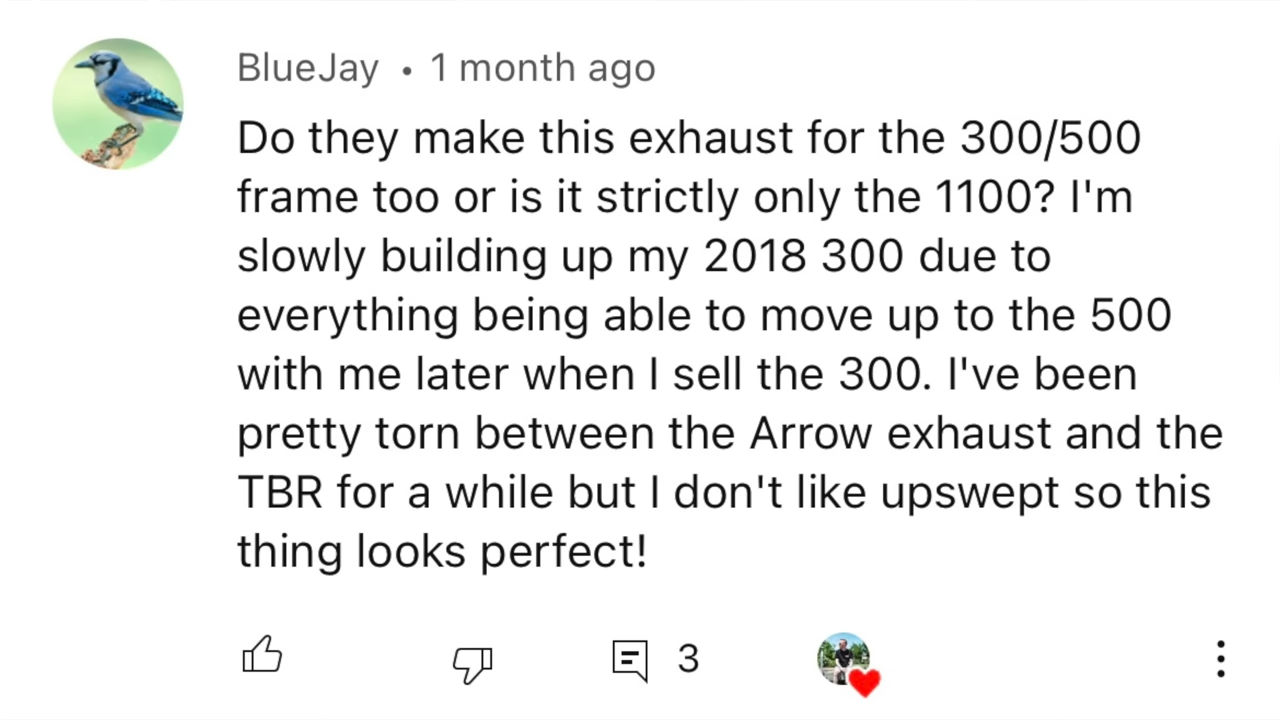 BlueJay • 1 month ago
Do they make this exhaust for the 300/500
frame too or is it strictly only the 1100? I'm
slowly building up my 2018 300 due to
everything being able to move up to the 500
with me later when I sell the 300. I've been
pretty torn between the Arrow exhaust and the
TBR for a while but I don't like upswept so this
thing looks perfect!
3